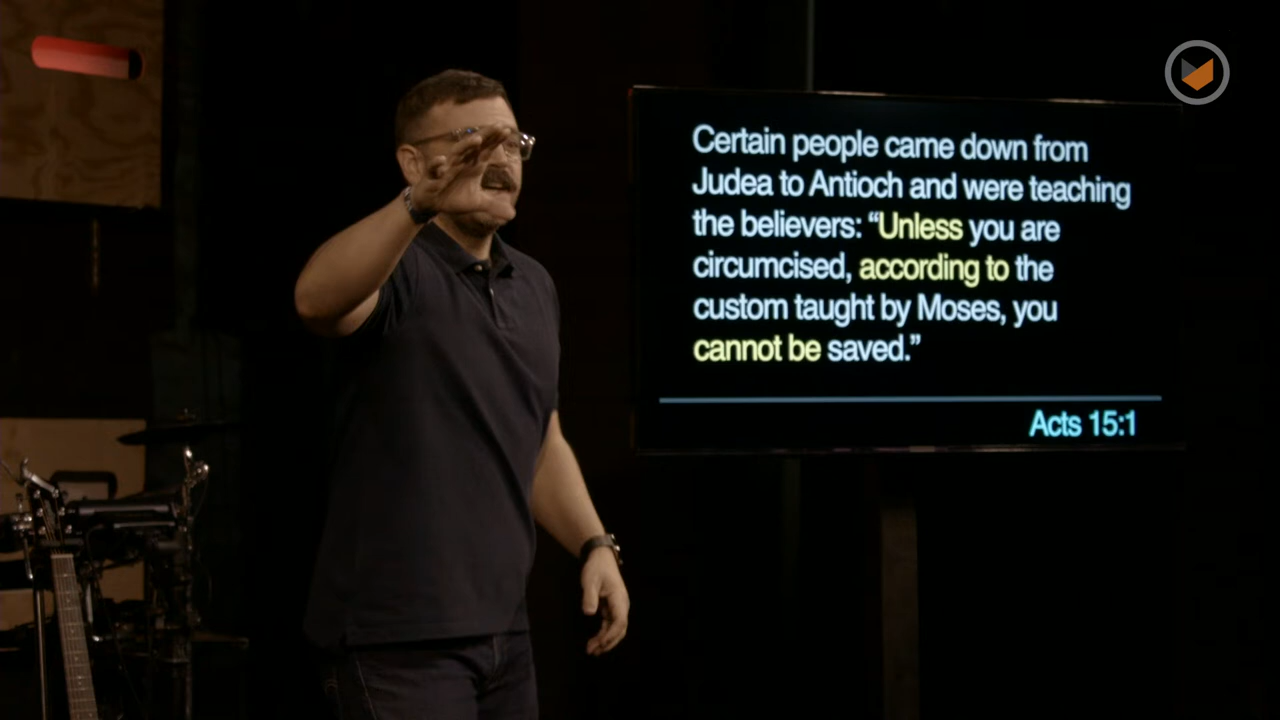 Certain people came down from
Judea to Antioch and were teaching
the believers: “Unless you are
circumcised, according to the
custom taught by Moses, you
cannot be saved.”
Acts 15:1